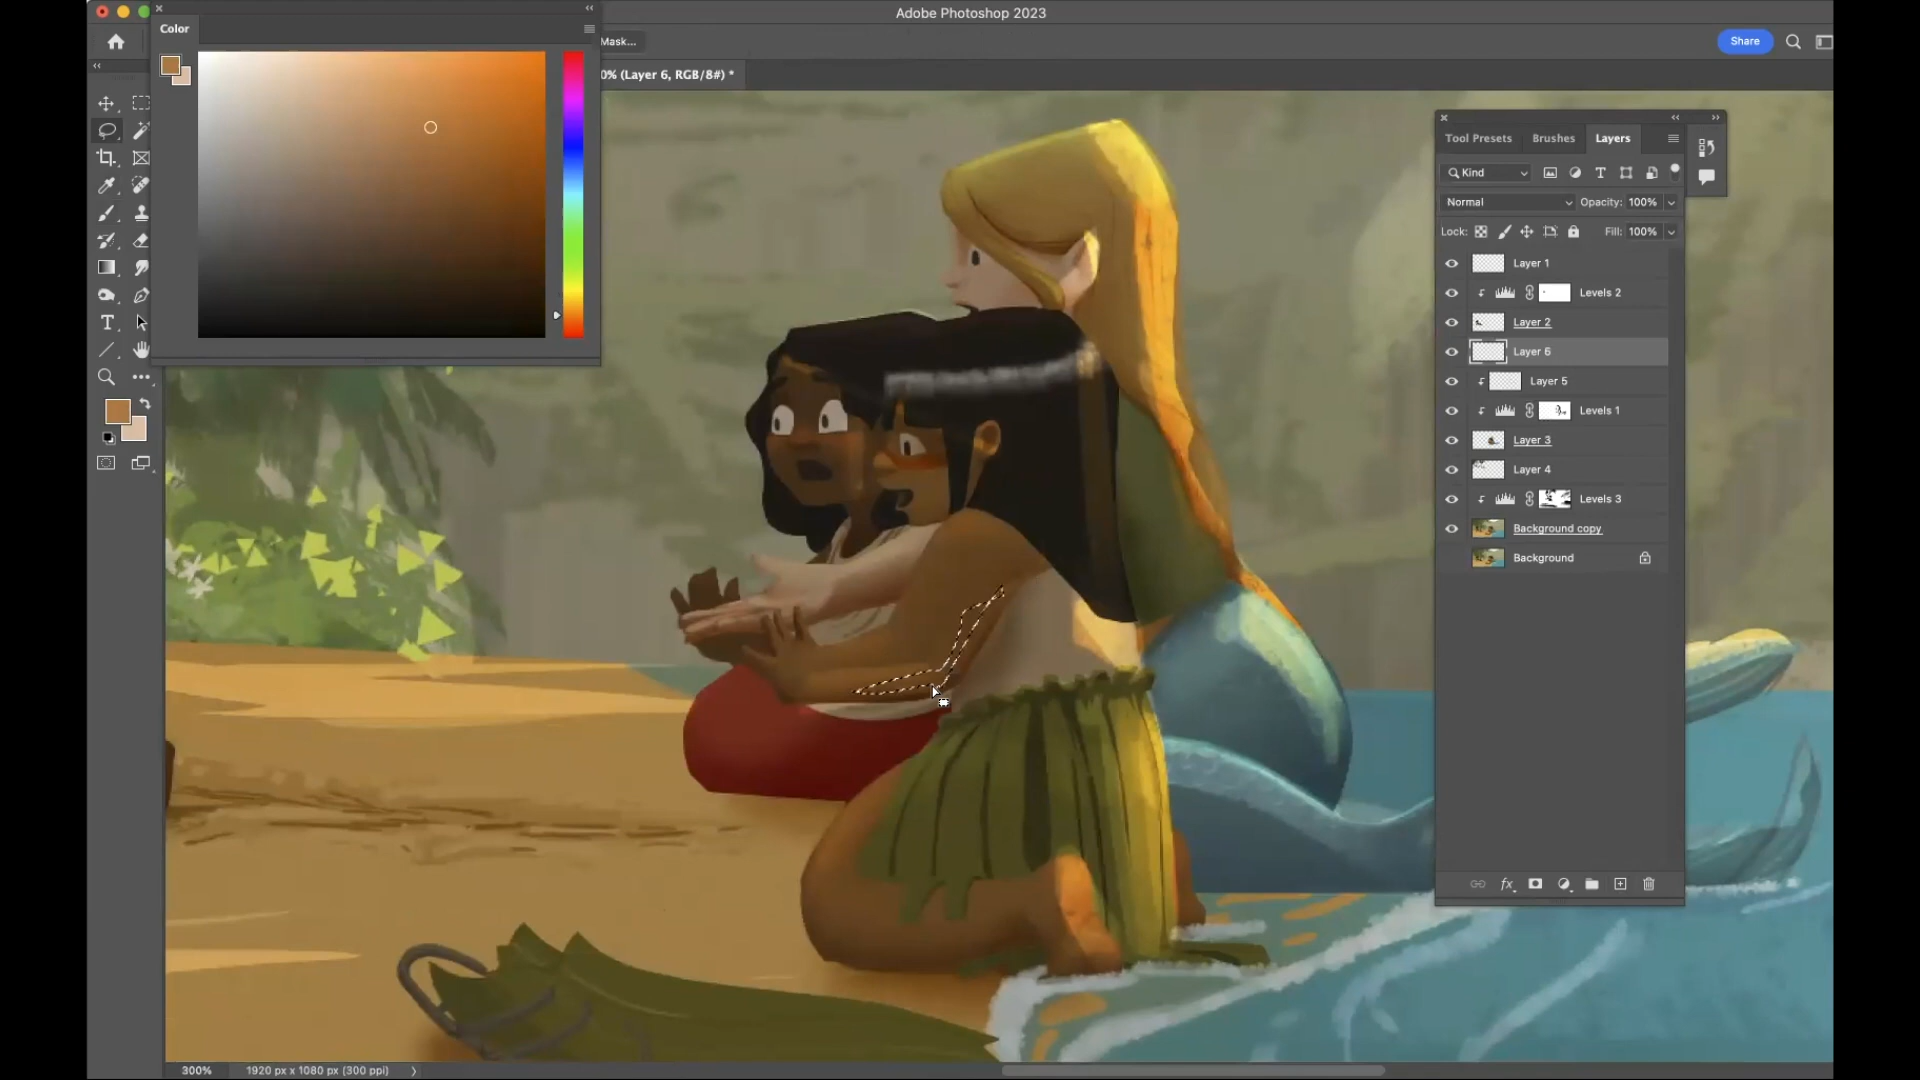 Adobe Photoshop 2023
Color
Mask...
Share
0% (Layer 6, RGB/8#) *
Tool Presets
Brushes
Layers
Kind
Normal
Opacity: 100%
Lock:
Fill: 100%
Layer 1
Levels 2
Layer 2
Layer 6
Layer 5
Levels 1
Layer 3
Layer 4
Levels 3
Background copy
Background
fx
300%
1920 px x 1080 px (300 ppi)